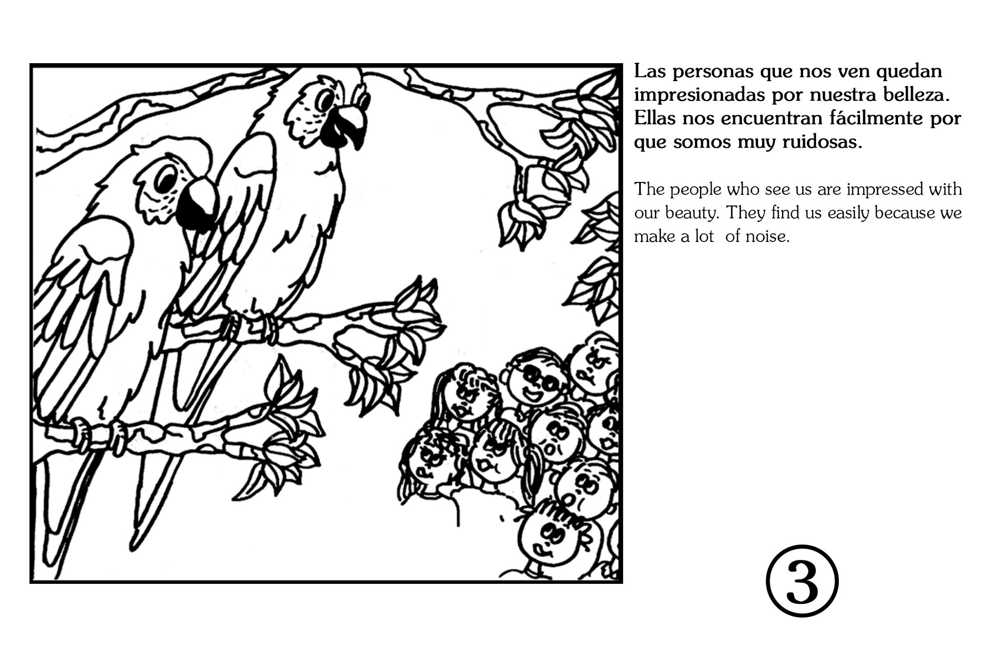 Las personas que nos ven quedan
impresionadas por nuestra belleza.
Ellas nos encuentran fácilmente por
que somos muy ruidosas.
The people who see us are impressed with
our beauty. They find us easily because we
make a lot  of noise.
3